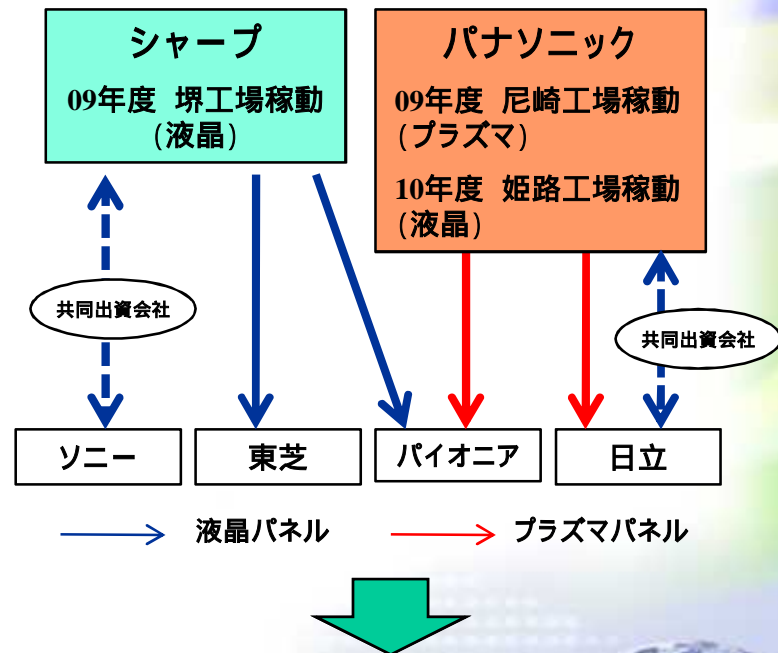 シャープ
09年度 堺工場稼動
(液晶)
パナソニック
09年度 尼崎工場稼動
(プラズマ)
10年度 姫路工場稼動
(液晶)
共同出資会社
共同出資会社
ソニー
東芝
パイオニア
日立
液晶パネル
プラズマパネル